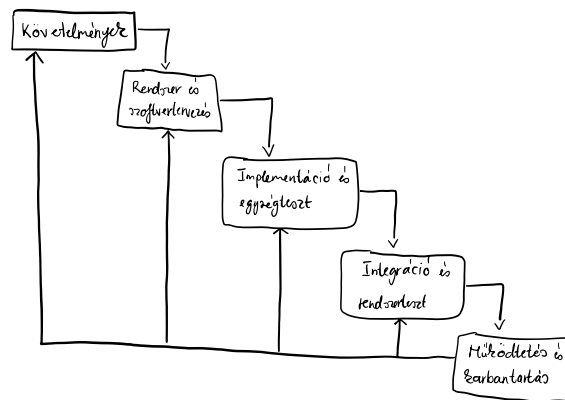 Követelmények
Rendszer és
szoftvertervezés
Implementáció és
egységteszt
Integráció és
rendszerteszt
Működtetés és
karbantartás